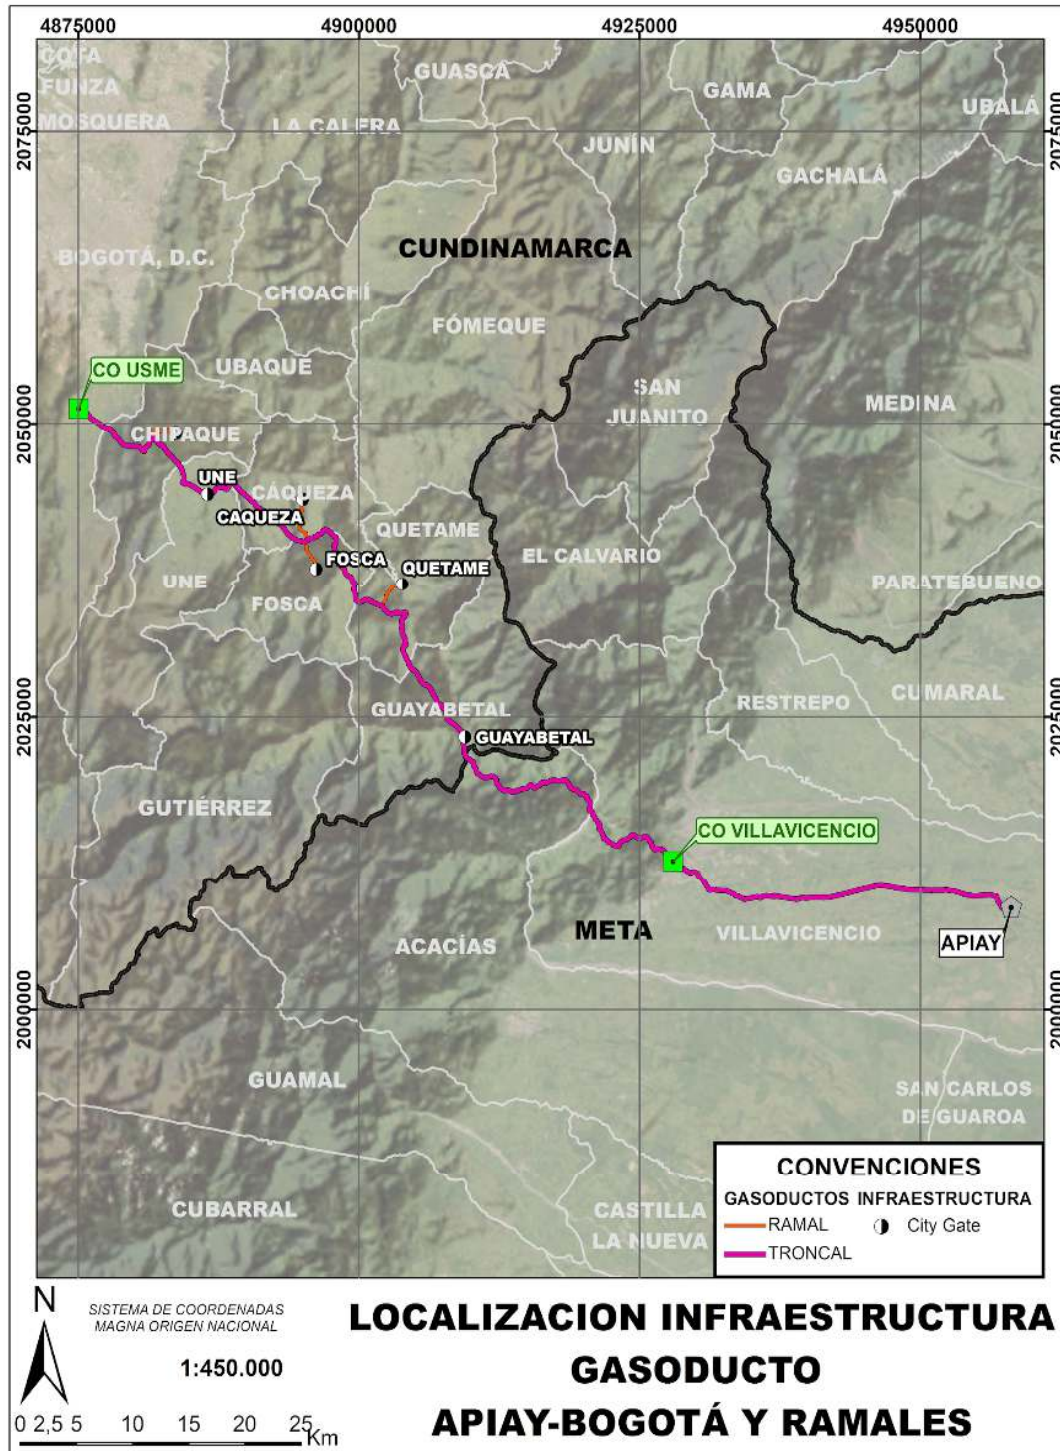 4875000 4900000 4925000 4950000
COTA
FUNZA
MOSQUERA
GUASCA
GAMA
UBALÁ
2075000
2075000
LA CALERA
JUNÍN
GACHALÁ
CUNDINAMARCA
BOGOTÁ, D.C.
CHOACHÍ
FÓMEQUE
CO USME
UBAQUE
SAN
JUANITO
MEDINA
2050000
2050000
CHIPAQUE
UNE
CÁQUEZA
CAQUEZA
QUETAME
EL CALVARIO
FOSCA
QUETAME
UNE
FOSCA
PARATEBUENO
RESTREPO
CUMARAL
2025000
2025000
GUAYABETAL
GUAYABETAL
GUTIÉRREZ
CO VILLAVICENCIO
META
VILLAVICENCIO
ACACÍAS
APIAY
2000000
2000000
GUAMAL
SAN CARLOS
DE GUAROA
CUBARRAL
CASTILLA
LA NUEVA
CONVENCIONES
GASODUCTOS INFRAESTRUCTURA
RAMAL City Gate
TRONCAL
N
SISTEMA DE COORDENADAS
MAGNA ORIGEN NACIONAL
1:450.000
0 2,5 5 10 15 20 25
Km
LOCALIZACION INFRAESTRUCTURA
GASODUCTO
APIAY-BOGOTÁ Y RAMALES